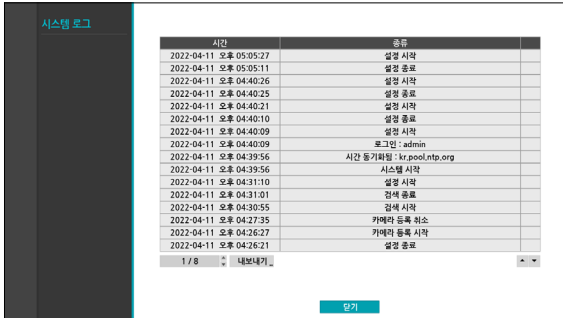 시스템 로그
시간 종류
2022-04-11 오후 05:05:27 설정 시작
2022-04-11 오후 05:05:11 설정 종료
2022-04-11 오후 04:40:26 설정 시작
2022-04-11 오후 04:40:25 설정 종료
2022-04-11 오후 04:40:21 설정 시작
2022-04-11 오후 04:40:10 설정 종료
2022-04-11 오후 04:40:09 설정 시작
2022-04-11 오후 04:40:09 로그인 : admin
2022-04-11 오후 04:39:56 시간 동기화됨 : kr.pool.ntp.org
2022-04-11 오후 04:39:56 시스템 시작
2022-04-11 오후 04:31:10 설정 시작
2022-04-11 오후 04:31:01 검색 종료
2022-04-11 오후 04:30:55 검색 시작
2022-04-11 오후 04:27:35 카메라 등록 취소
2022-04-11 오후 04:26:27 카메라 등록 시작
2022-04-11 오후 04:26:21 설정 종료
1 / 8 내보내기...
닫기